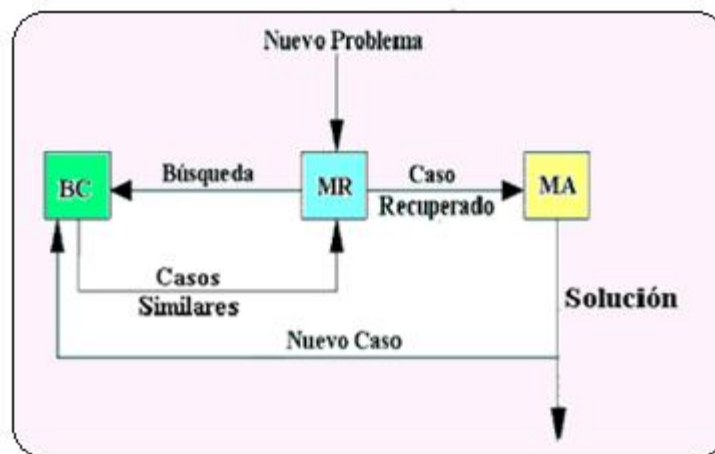 Nuevo Problema
BC
Búsqueda
MR
Caso
Recuperado
MA
Casos
Similares
Solución
Nuevo Caso